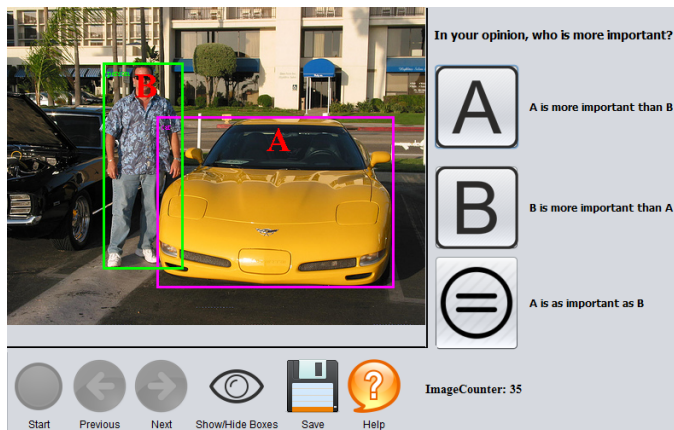 In your opinion, who is more important?
B
A
A
A is more important than B
B
B is more important than A
A is as important as B
ImageCounter: 35
Start
Previous
Next
Show/Hide Boxes
Save
Help